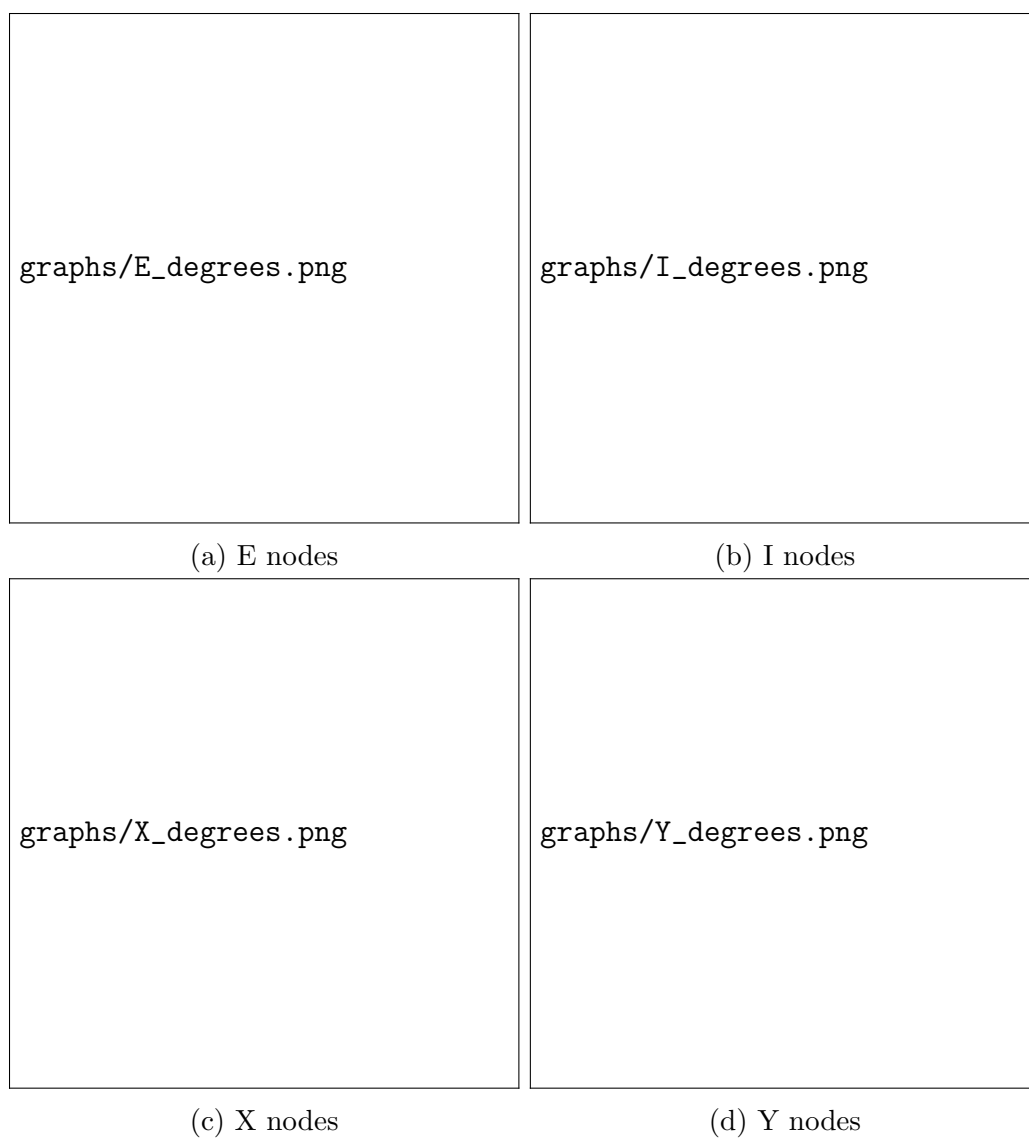 graphs/E_degrees.png
graphs/I_degrees.png
(a) E nodes
(b) I nodes
graphs/X_degrees.png
graphs/Y_degrees.png
(c) X nodes
(d) Y nodes